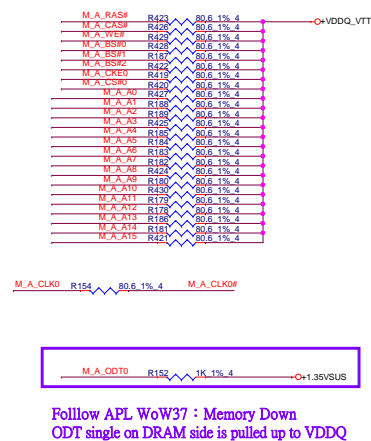 M_A_RAS# R423 80.6_1%_4 +VDDQ_VTT
M_A_CAS# R426 80.6_1%_4
M_A_WE# R429 80.6_1%_4
M_A_BS#0 R428 80.6_1%_4
M_A_BS#1 R187 80.6_1%_4
M_A_BS#2 R422 80.6_1%_4
M_A_CKE0 R419 80.6_1%_4
M_A_CS#0 R420 80.6_1%_4
M_A_A0 R427 80.6_1%_4
M_A_A1 R188 80.6_1%_4
M_A_A2 R189 80.6_1%_4
M_A_A3 R425 80.6_1%_4
M_A_A4 R185 80.6_1%_4
M_A_A5 R184 80.6_1%_4
M_A_A6 R183 80.6_1%_4
M_A_A7 R182 80.6_1%_4
M_A_A8 R424 80.6_1%_4
M_A_A9 R180 80.6_1%_4
M_A_A10 R430 80.6_1%_4
M_A_A11 R179 80.6_1%_4
M_A_A12 R178 80.6_1%_4
M_A_A13 R186 80.6_1%_4
M_A_A14 R181 80.6_1%_4
M_A_A15 R421 80.6_1%_4
M_A_CLK0 R154 80.6_1%_4 M_A_CLK0#
M_A_ODT0 R152 1K_1%_4 +1.35VSUS
Folllow APL WoW37：Memory Down
ODT single on DRAM side is pulled up to VDDQ